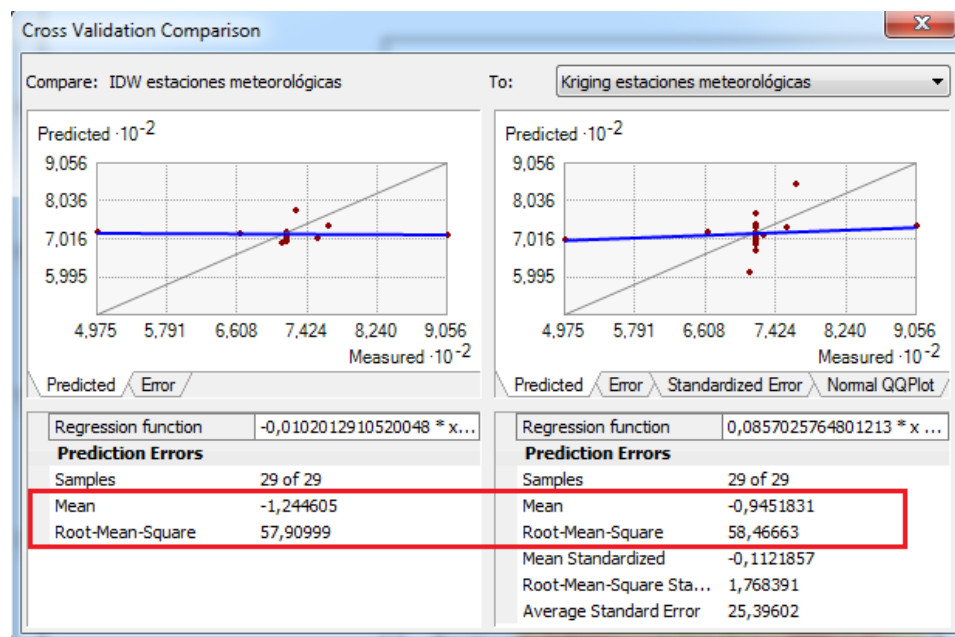 Cross Validation Comparison
Compare: IDW estaciones meteorológicas
To: Kriging estaciones meteorológicas
Predicted ·10-2
9,056
8,036
7,016
5,995
4,975 5,791 6,608 7,424 8,240 9,056
Measured ·10-2
Predicted Error
Regression function -0,0102012910520048 * x...
Prediction Errors
Samples 29 of 29
Mean -1,244605
Root-Mean-Square 57,90999
Predicted ·10-2
9,056
8,036
7,016
5,995
4,975 5,791 6,608 7,424 8,240 9,056
Measured ·10-2
Predicted Error Standardized Error Normal QQPlot
Regression function 0,0857025764801213 * x ...
Prediction Errors
Samples 29 of 29
Mean -0,9451831
Root-Mean-Square 58,46663
Mean Standardized -0,1121857
Root-Mean-Square Sta... 1,768391
Average Standard Error 25,39602